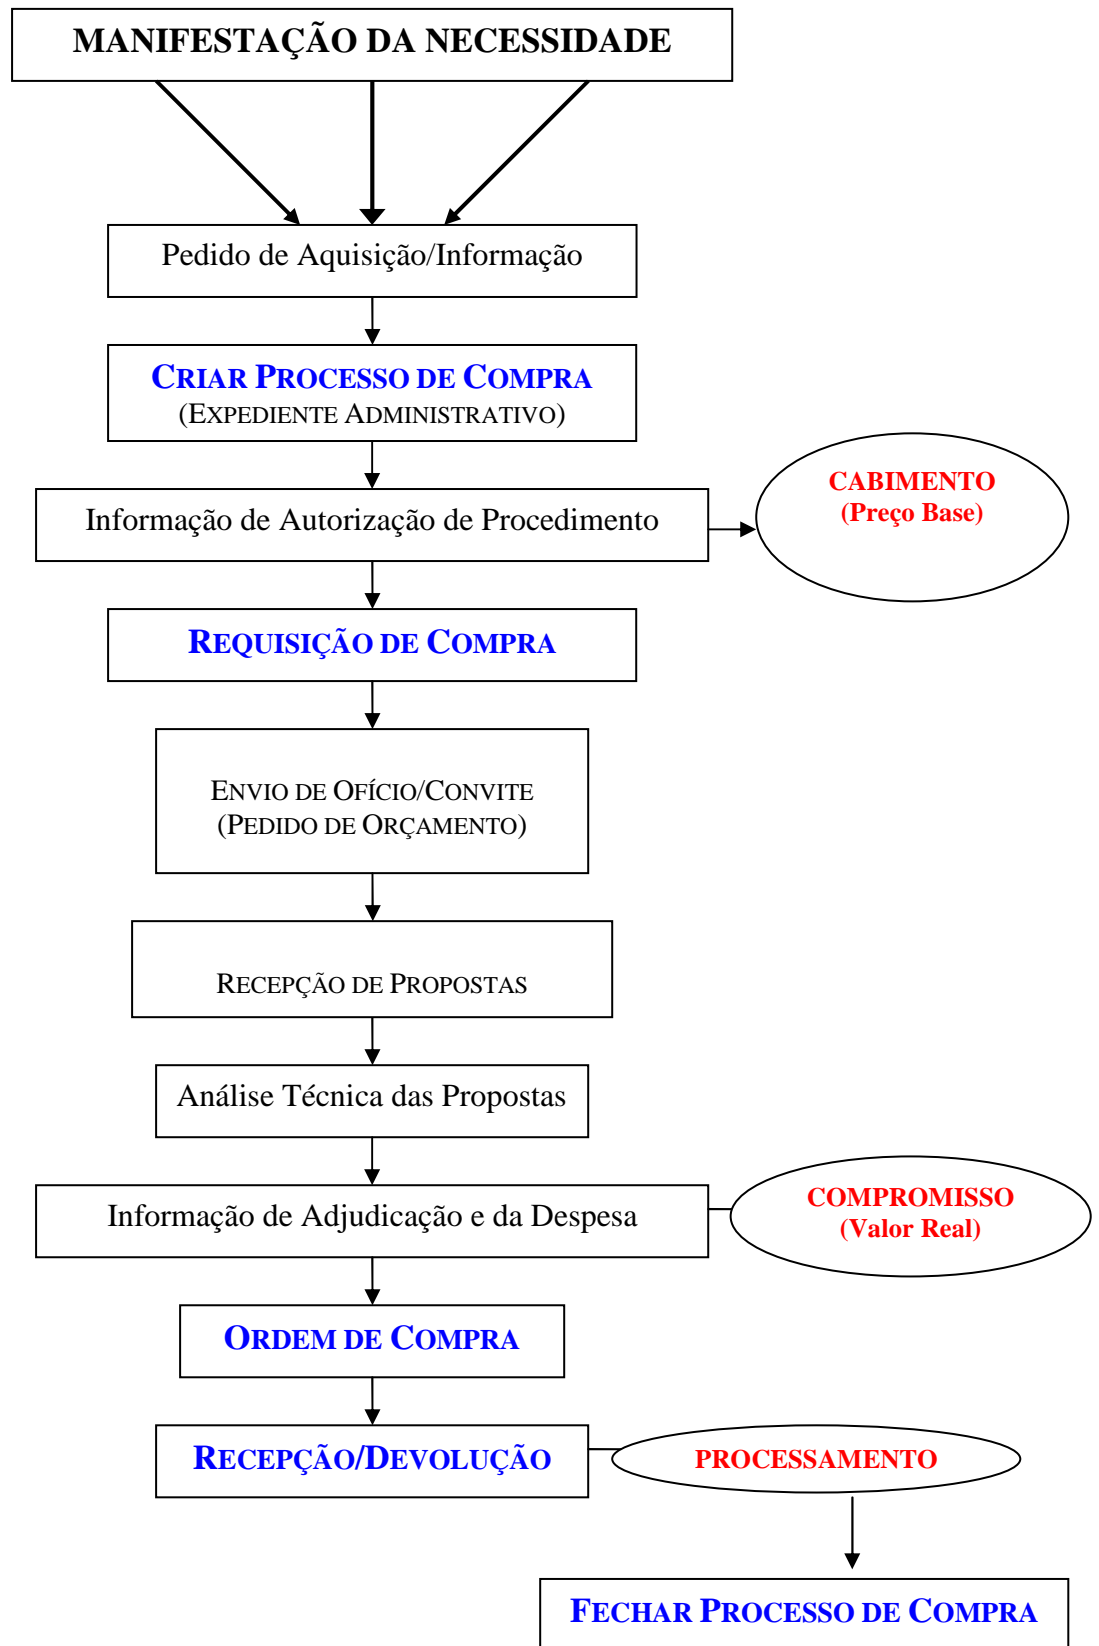 MANIFESTAÇÃO DA NECESSIDADE
Pedido de Aquisição/Informação
CRIAR PROCESSO DE COMPRA
(EXPEDIENTE ADMINISTRATIVO)
CABIMENTO
(Preço Base)
Informação de Autorização de Procedimento
REQUISIÇÃO DE COMPRA
ENVIO DE OFÍCIO/CONVITE
(PEDIDO DE ORÇAMENTO)
RECEPÇÃO DE PROPOSTAS
Análise Técnica das Propostas
COMPROMISSO
(Valor Real)
Informação de Adjudicação e da Despesa
ORDEM DE COMPRA
RECEPÇÃO/DEVOLUÇÃO
PROCESSAMENTO
FECHAR PROCESSO DE COMPRA